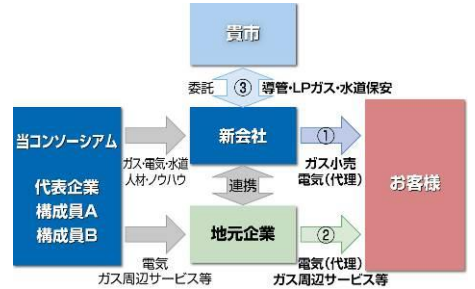 貴市
委託 ③ 導管・LPガス・水道保安
当コンソーシアム
代表企業
構成員A
構成員B
ガス・電気・水道
人材・ノウハウ
新会社
①
ガス小売
電気(代理)
お客様
連携
電気
ガス周辺サービス等
地元企業
②
電気(代理)
ガス周辺サービス等